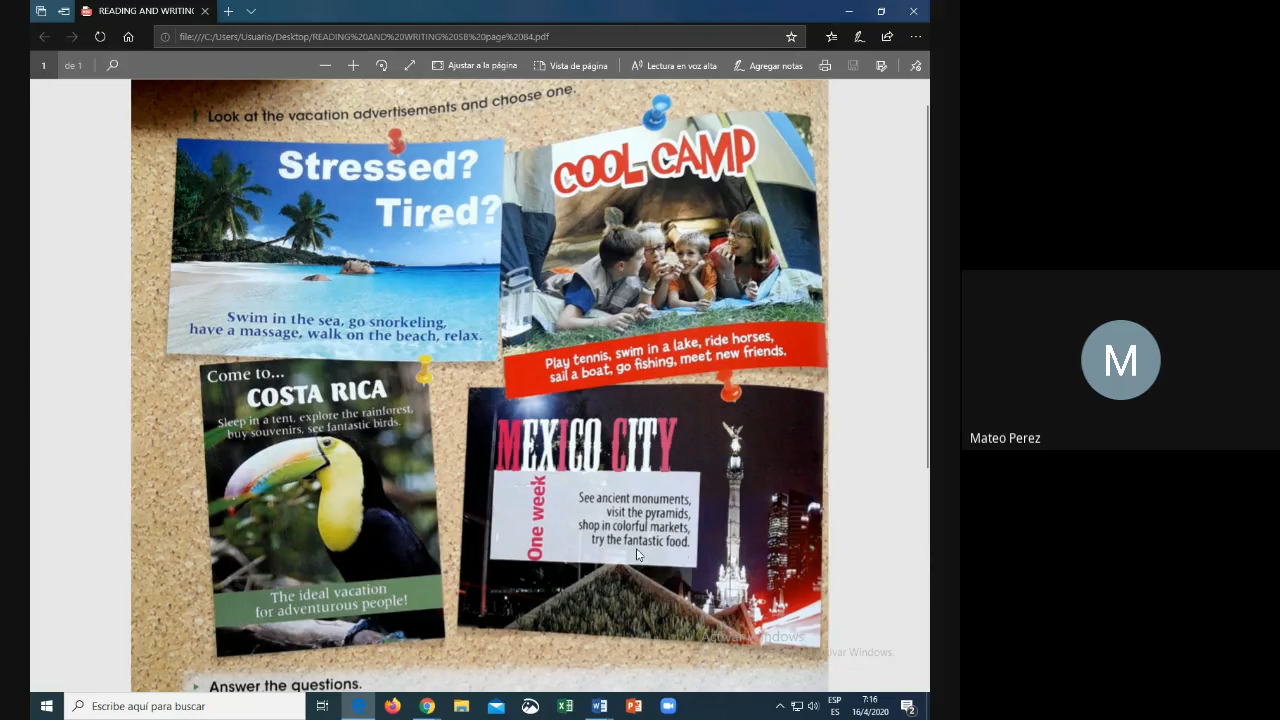 READING AND WRITING
file:///C:/Users/Usuario/Desktop/READING%20AND%20WRITING%20SB%20page%2084.pdf
1 de 1
Ajustar a la página
Vista de página
Lectura en voz alta
Agregar notas
Look at the vacation advertisements and choose one.
Stressed?
Tired?
Swim in the sea, go snorkeling,
have a massage, walk on the beach, relax.
COOL CAMP
Play tennis, swim in a lake, ride horses,
sail a boat, go fishing, meet new friends.
Come to...
COSTA RICA
Sleep in a tent, explore the rainforest,
buy souvenirs, see fantastic birds.
The ideal vacation
for adventurous people!
MEXICO CITY
One week
See ancient monuments,
visit the pyramids,
shop in colorful markets,
try the fantastic food.
Activar Windows
ivar Windows.
Answer the questions.
M
Mateo Perez
Escribe aquí para buscar
ESP
ES
7:16
16/4/2020
2